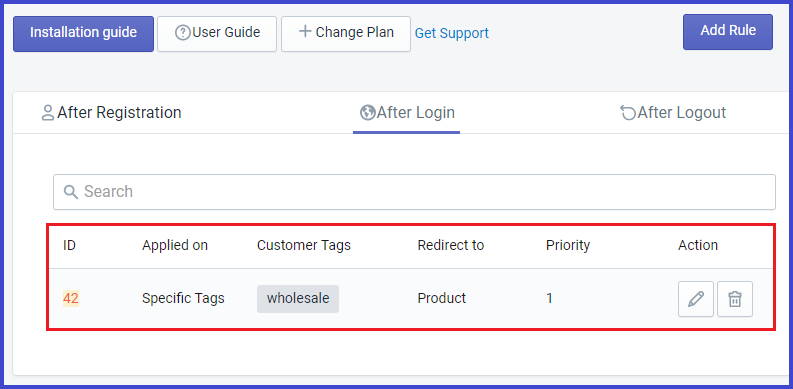 Installation guide User Guide Change Plan Get Support Add Rule
After Registration After Login After Logout
Search
ID Applied on Customer Tags Redirect to Priority Action
42 Specific Tags wholesale Product 1